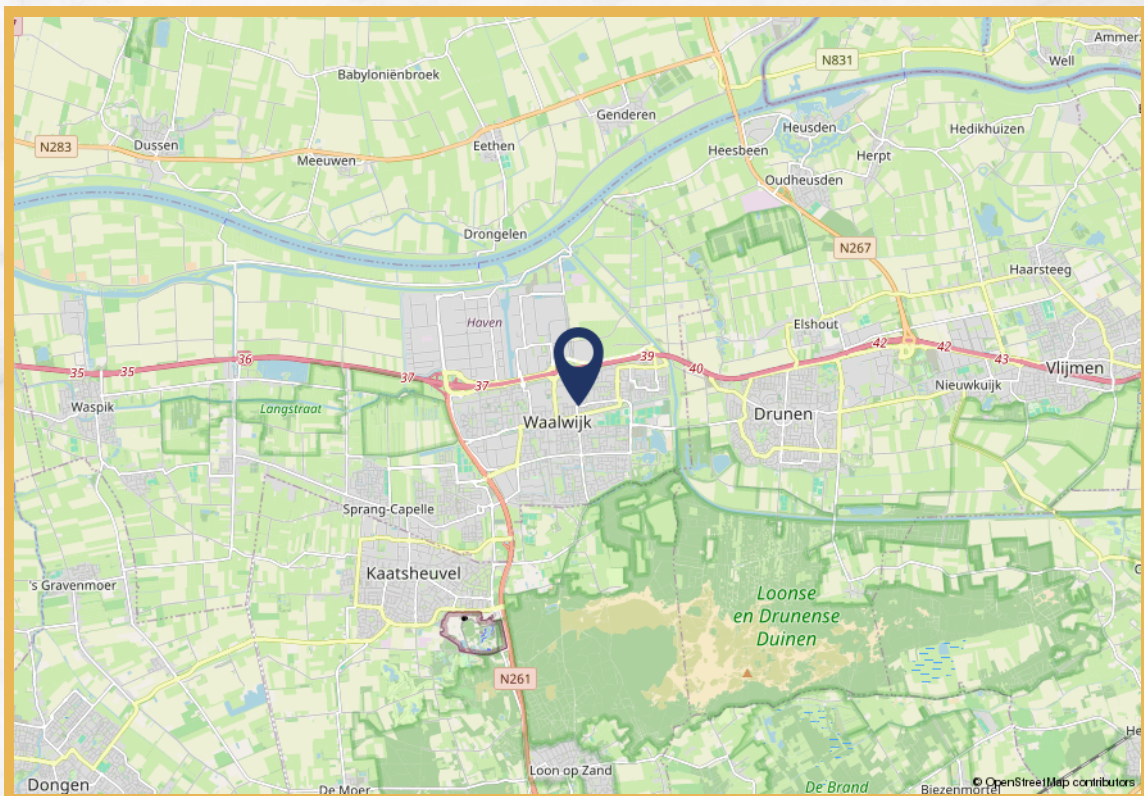 Ammerz
N831
Well
Babyloniënbroek
Genderen
Heusden
Hedikhuizen
N283
Dussen
Eethen
Heesbeen
Herpt
Meeuwen
Oudheusden
Drongelen
N267
Haarsteeg
Haven
Elshout
35
35
36
37
37
39
40
42
42
43
Vlijmen
Nieuwkuijk
Waspik
Langstraat
Waalwijk
Drunen
Sprang-Capelle
's Gravenmoer
Kaatsheuvel
Loonse
en Drunense
Duinen
N261
Loon op Zand
He
Dongen
De Moer
De Brand
Biezenmortel
© OpenStreetMap contributors